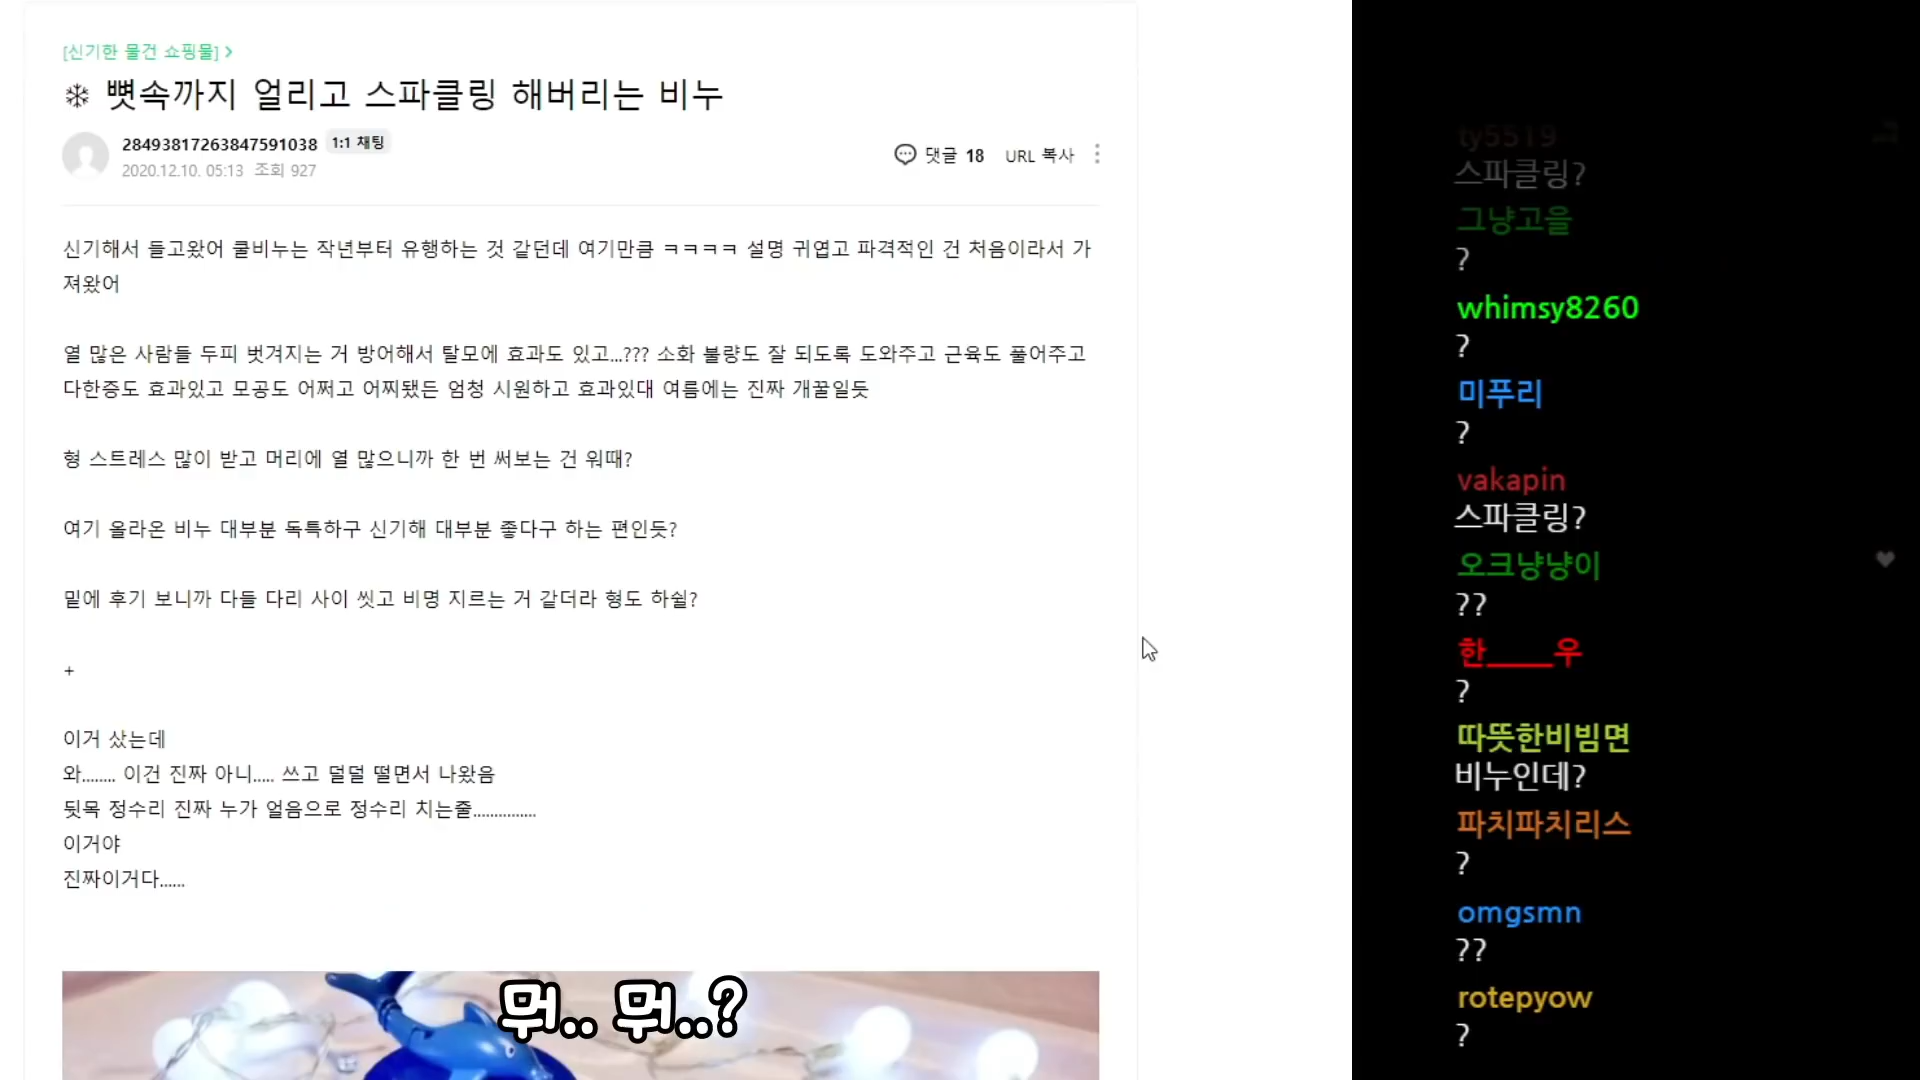 [신기한 물건 쇼핑몰] >
❄ 뼛속까지 얼리고 스파클링 해버리는 비누
28493817263847591038 1:1 채팅
2020.12.10. 05:13 조회 927
댓글 18 URL 복사
신기해서 들고왔어 쿨비누는 작년부터 유행하는 것 같던데 여기만큼 ㅋㅋㅋㅋ 설명 귀엽고 파격적인 건 처음이라서 가
져왔어
열 많은 사람들 두피 벗겨지는 거 방어해서 탈모에 효과도 있고...??? 소화 불량도 잘 되도록 도와주고 근육도 풀어주고
다한증도 효과있고 모공도 어쩌고 어찌됐든 엄청 시원하고 효과있대 여름에는 진짜 개꿀일듯
형 스트레스 많이 받고 머리에 열 많으니까 한 번 써보는 건 워때?
여기 올라온 비누 대부분 독특하구 신기해 대부분 좋다구 하는 편인듯?
밑에 후기 보니까 다들 다리 사이 씻고 비명 지르는 거 같더라 형도 하쉴?
+
이거 샀는데
와........ 이건 진짜 아니..... 쓰고 덜덜 떨면서 나왔음
뒷목 정수리 진짜 누가 얼음으로 정수리 치는줄...............
이거야
진짜이거다......
뭐.. 뭐..?
ty5519
스파클링?
그냥고을
?
whimsy8260
?
미푸리
?
vakapin
스파클링?
오크냥냥이
??
한____우
?
따뜻한비빔면
비누인데?
파치파치리스
?
omgsmn
??
rotepyow
?